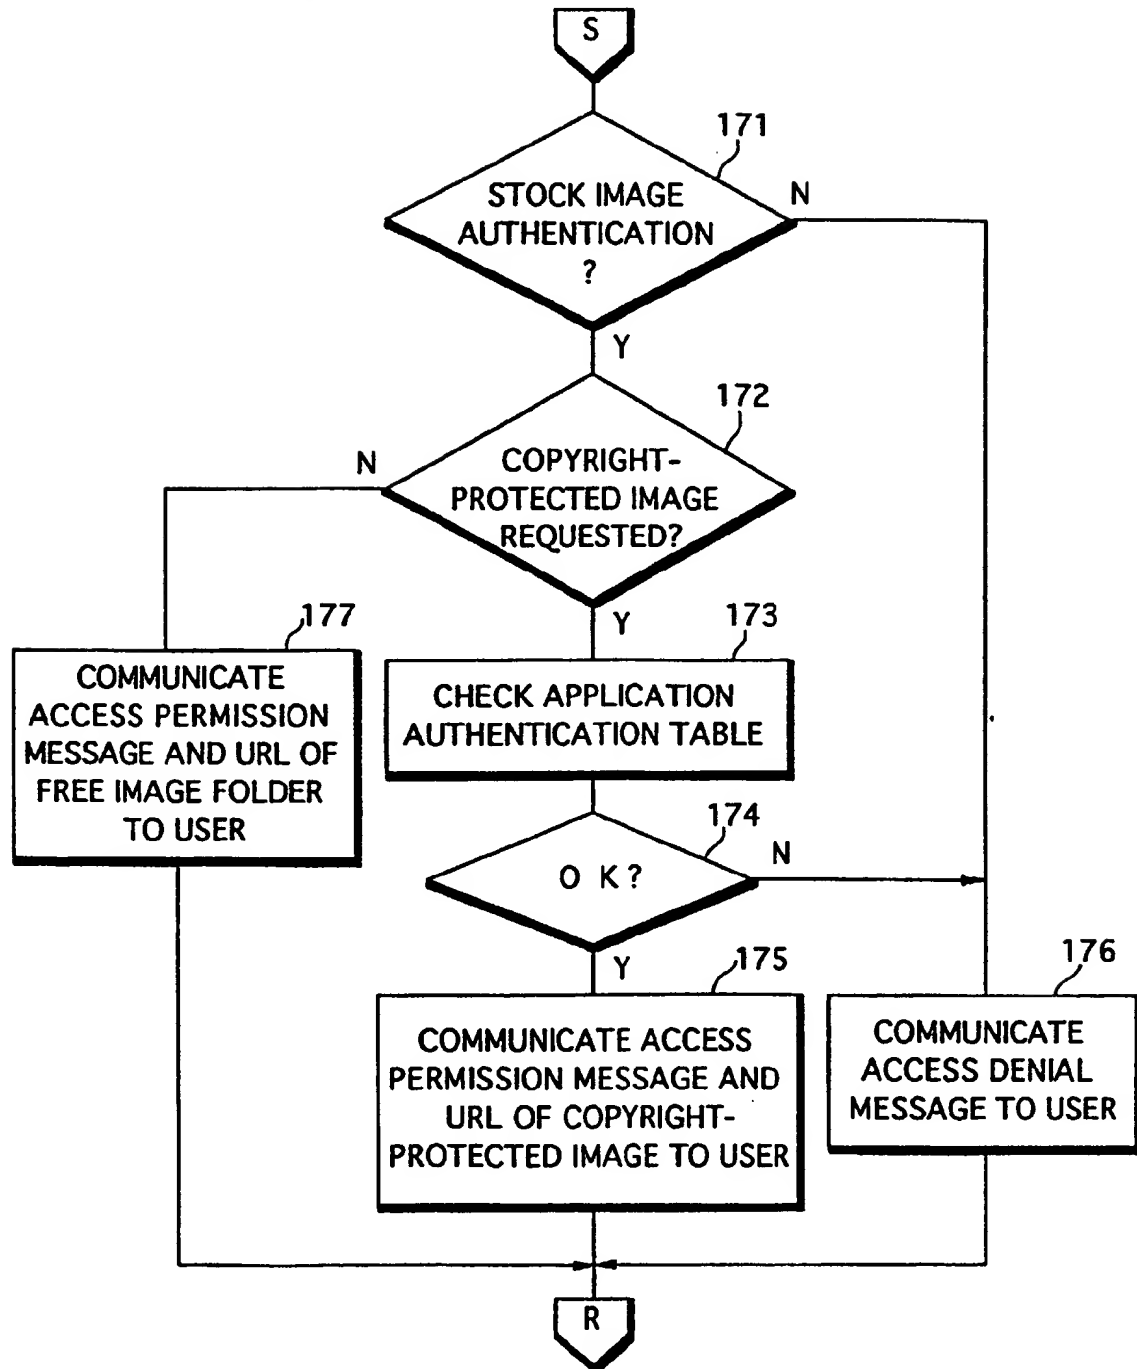 S
171
STOCK IMAGE
AUTHENTICATION
?
N
Y
172
COPYRIGHT-
PROTECTED IMAGE
REQUESTED?
N
Y
177
COMMUNICATE
ACCESS PERMISSION
MESSAGE AND URL OF
FREE IMAGE FOLDER
TO USER
173
CHECK APPLICATION
AUTHENTICATION TABLE
174
O K?
N
Y
175
COMMUNICATE ACCESS
PERMISSION MESSAGE AND
URL OF COPYRIGHT-
PROTECTED IMAGE TO USER
176
COMMUNICATE
ACCESS DENIAL
MESSAGE TO USER
R